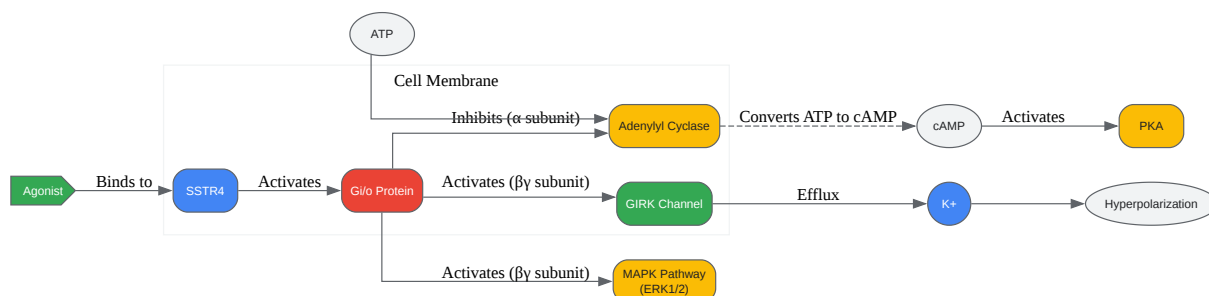 ATP
Cell Membrane
Inhibits (α subunit)
Adenylyl Cyclase
Converts ATP to cAMP
cAMP
Activates
PKA
Agonist
Binds to
SSTR4
Activates
Gi/o Protein
Activates (βγ subunit)
GIRK Channel
Efflux
K+
Hyperpolarization
Activates (βγ subunit)
MAPK Pathway
(ERK1/2)